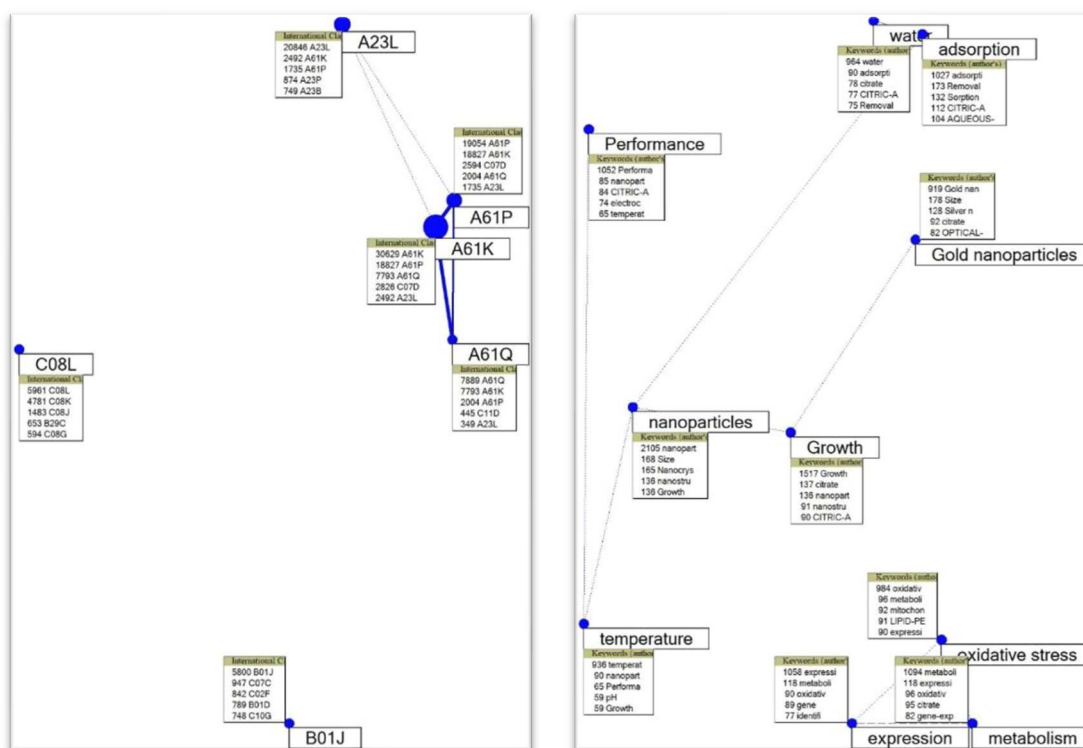 A23L
International Cla
20846 A23L
2492 A61K
1735 A61P
874 A23P
749 A23B
International Clas
19054 A61P
18827 A61K
2594 C07D
2004 A61Q
1735 A23L
A61P
A61K
International Cl
30629 A61K
18827 A61P
7793 A61Q
2826 C07D
2492 A23L
A61Q
International Cla
7889 A61Q
7793 A61K
2004 A61P
445 C11D
349 A23L
C08L
International Cl
5961 C08L
4781 C08K
1483 C08J
653 B29C
594 C08G
International Cl
5800 B01J
947 C07C
842 C02F
789 B01D
748 C10G
B01J
water
Keywords (author'
964 water
90 adsorpti
78 citrate
77 CITRIC-A
75 Removal
adsorption
Keywords (author's
1027 adsorpti
173 Removal
132 Sorption
112 CITRIC-A
104 AQUEOUS-
Performance
Keywords (author's
1052 Performa
85 nanopart
84 CITRIC-A
74 electroc
65 temperat
Keywords (author's
919 Gold nan
178 Size
128 Silver n
92 citrate
82 OPTICAL-
Gold nanoparticles
nanoparticles
Keywords (author's
2105 nanopart
168 Size
165 Nanocrys
136 nanostru
136 Growth
Growth
Keywords (author
1517 Growth
137 citrate
136 nanopart
91 nanostru
90 CITRIC-A
temperature
Keywords (author'
936 temperat
90 nanopart
65 Performa
59 pH
59 Growth
Keywords (autho
984 oxidativ
96 metaboli
92 mitochon
91 LIPID-PE
90 expressi
oxidative stress
Keywords (author'
1058 expressi
118 metaboli
90 oxidativ
89 gene
77 identifi
expression
Keywords (author's
1094 metaboli
118 expressi
96 oxidativ
95 citrate
82 gene-exp
metabolism